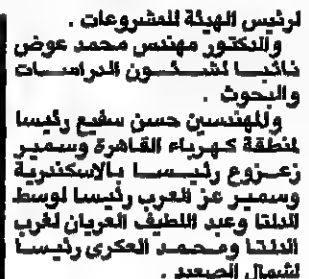 لرئيس الهيئة للمشروعات .
والدكتور مهندس محمد عوض
نائبا لشئون الدراسات
والبحوث .
وللمهندسين حسن سفيع رئيسا
لمنطقة كهرباء القاهرة وسمير
زعزوع رئيسا بالاسكندرية
وسمير عز العرب رئيسا لوسط
الدلتا وعبد اللطيف العريان لغرب
الدلتا ومحمد العكرى رئيسا
لشمال الصعيد .